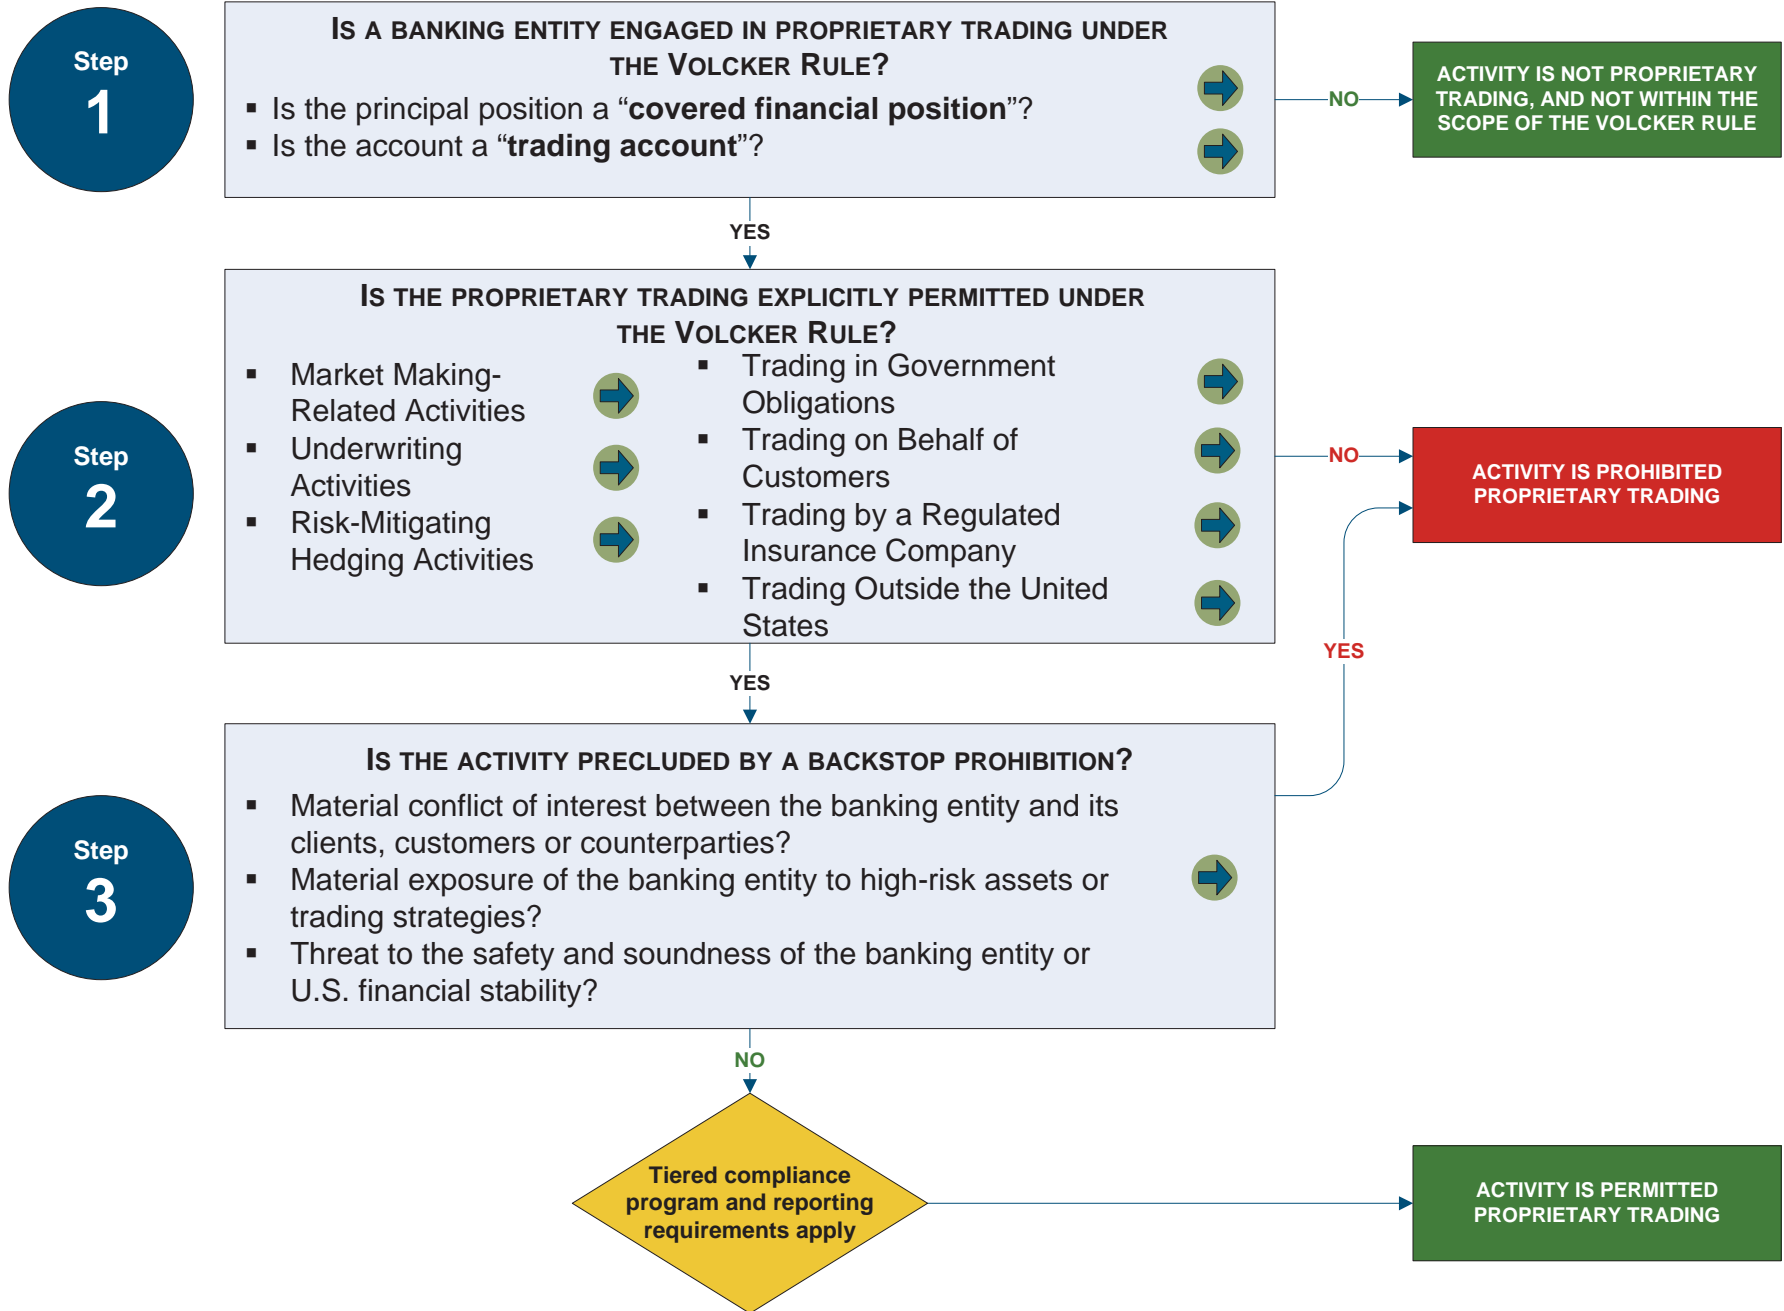 Step
1
IS A BANKING ENTITY ENGAGED IN PROPRIETARY TRADING UNDER
THE VOLCKER RULE?
▪ Is the principal position a “covered financial position”?
▪ Is the account a “trading account”?
NO
ACTIVITY IS NOT PROPRIETARY
TRADING, AND NOT WITHIN THE
SCOPE OF THE VOLCKER RULE
YES
Step
2
IS THE PROPRIETARY TRADING EXPLICITLY PERMITTED UNDER
THE VOLCKER RULE?
▪ Market Making-
Related Activities
▪ Underwriting
Activities
▪ Risk-Mitigating
Hedging Activities
▪ Trading in Government
Obligations
▪ Trading on Behalf of
Customers
▪ Trading by a Regulated
Insurance Company
▪ Trading Outside the United
States
NO
ACTIVITY IS PROHIBITED
PROPRIETARY TRADING
YES
YES
Step
3
IS THE ACTIVITY PRECLUDED BY A BACKSTOP PROHIBITION?
▪ Material conflict of interest between the banking entity and its
clients, customers or counterparties?
▪ Material exposure of the banking entity to high-risk assets or
trading strategies?
▪ Threat to the safety and soundness of the banking entity or
U.S. financial stability?
NO
Tiered compliance
program and reporting
requirements apply
ACTIVITY IS PERMITTED
PROPRIETARY TRADING